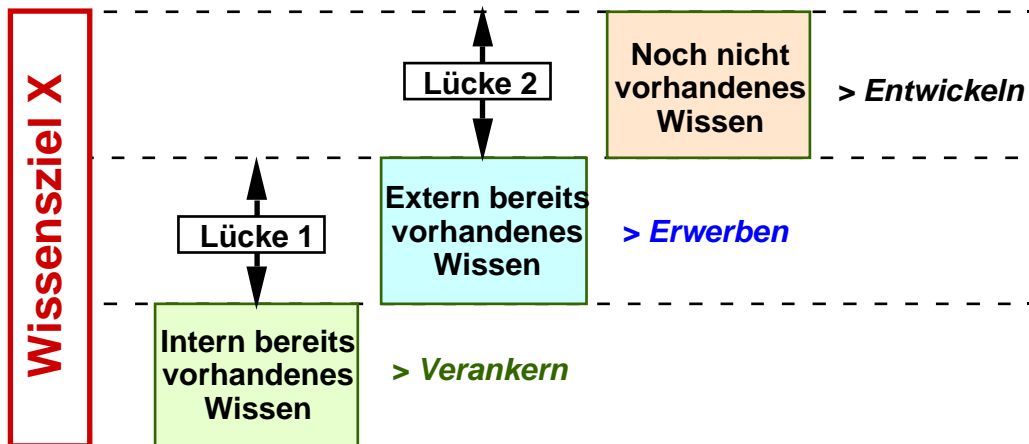 Wissensziel X
Noch nicht
vorhandenes
Wissen
> Entwickeln
Lücke 2
Extern bereits
vorhandenes
Wissen
> Erwerben
Lücke 1
Intern bereits
vorhandenes
Wissen
> Verankern